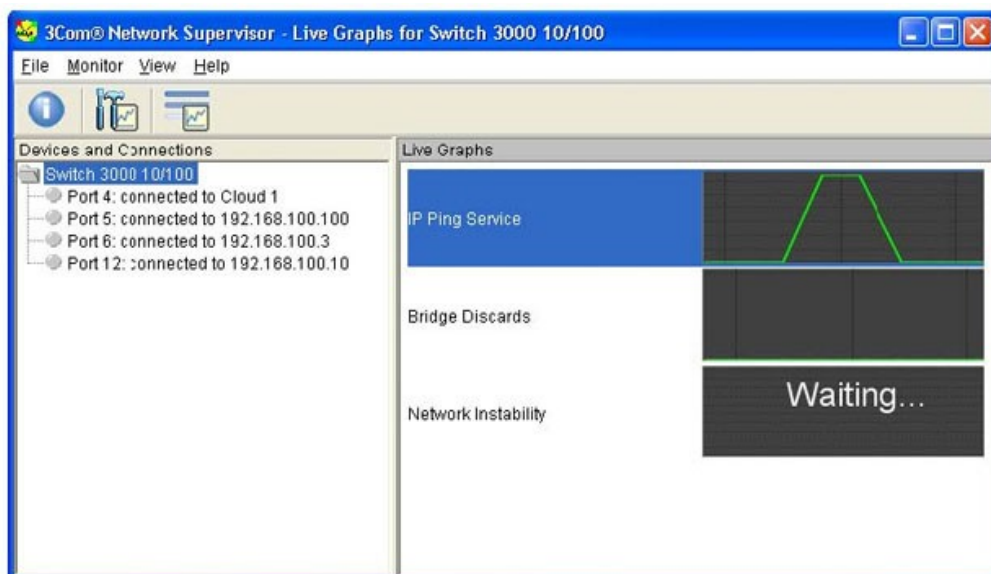 3Com® Network Supervisor - Live Graphs for Switch 3000 10/100
File Monitor View Help
Devices and Connections
Switch 3000 10/100
Port 4: connected to Cloud 1
Port 5: connected to 192.168.100.100
Port 6: connected to 192.168.100.3
Port 12: connected to 192.168.100.10
Live Graphs
IP Ping Service
Bridge Discards
Network Instability
Waiting...